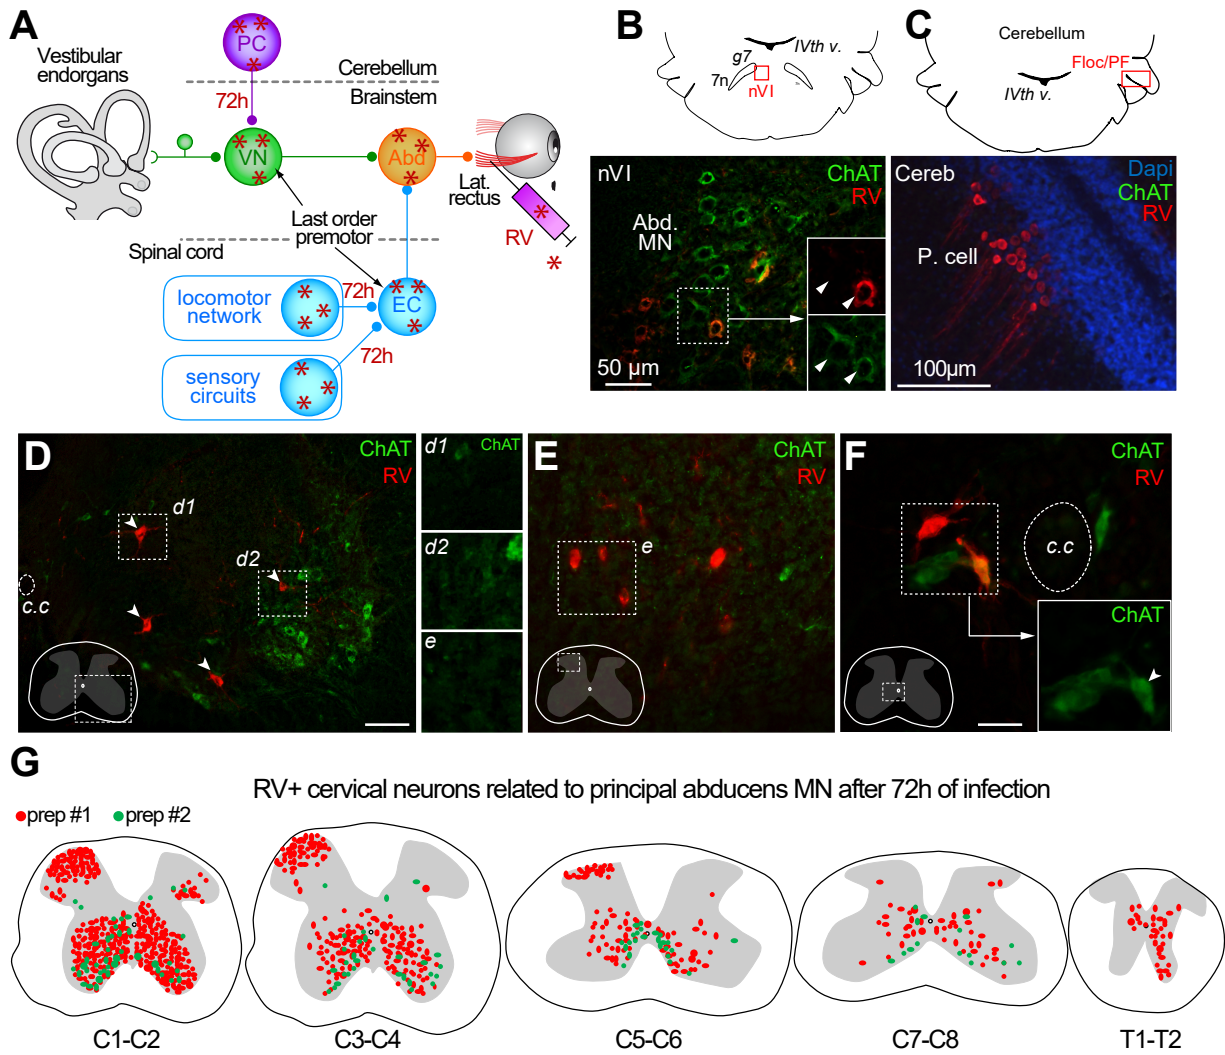 A
Vestibular
endorgans
PC
Cerebellum
72h
Brainstem
VN
Abd
Lat.
rectus
Last order
premotor
RV
Spinal cord
locomotor
network
72h
EC
72h
sensory
circuits
B
IVth v.
g7
7n
nVI
nVI
ChAT
RV
Abd.
MN
50 µm
C
Cerebellum
Floc/PF
IVth v.
Cereb
Dapi
ChAT
RV
P. cell
100µm
D
ChAT
RV
d1
d2
c.c
d1
ChAT
d2
e
E
ChAT
RV
e
F
ChAT
RV
c.c
ChAT
G
RV+ cervical neurons related to principal abducens MN after 72h of infection
prep #1 prep #2
C1-C2 C3-C4 C5-C6 C7-C8 T1-T2